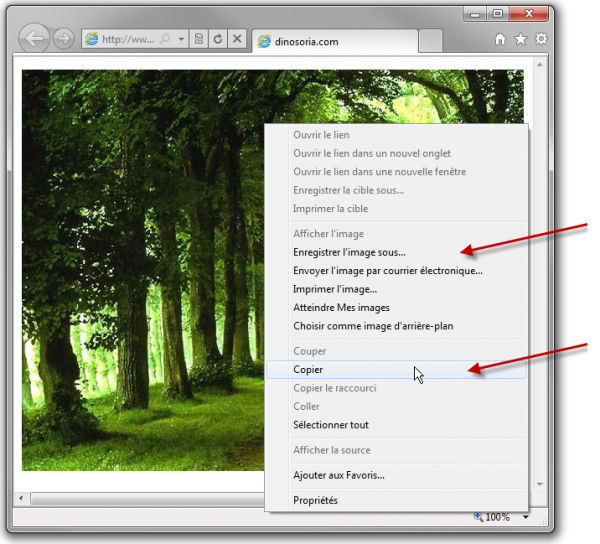 http://ww...
dinosoria.com
Ouvrir le lien
Ouvrir le lien dans un nouvel onglet
Ouvrir le lien dans une nouvelle fenêtre
Enregistrer la cible sous...
Imprimer la cible
Afficher l'image
Enregistrer l'image sous...
Envoyer l'image par courrier électronique...
Imprimer l'image...
Atteindre Mes images
Choisir comme image d'arrière-plan
Couper
Copier
Copier le raccourci
Coller
Sélectionner tout
Afficher la source
Ajouter aux Favoris...
Propriétés
100%